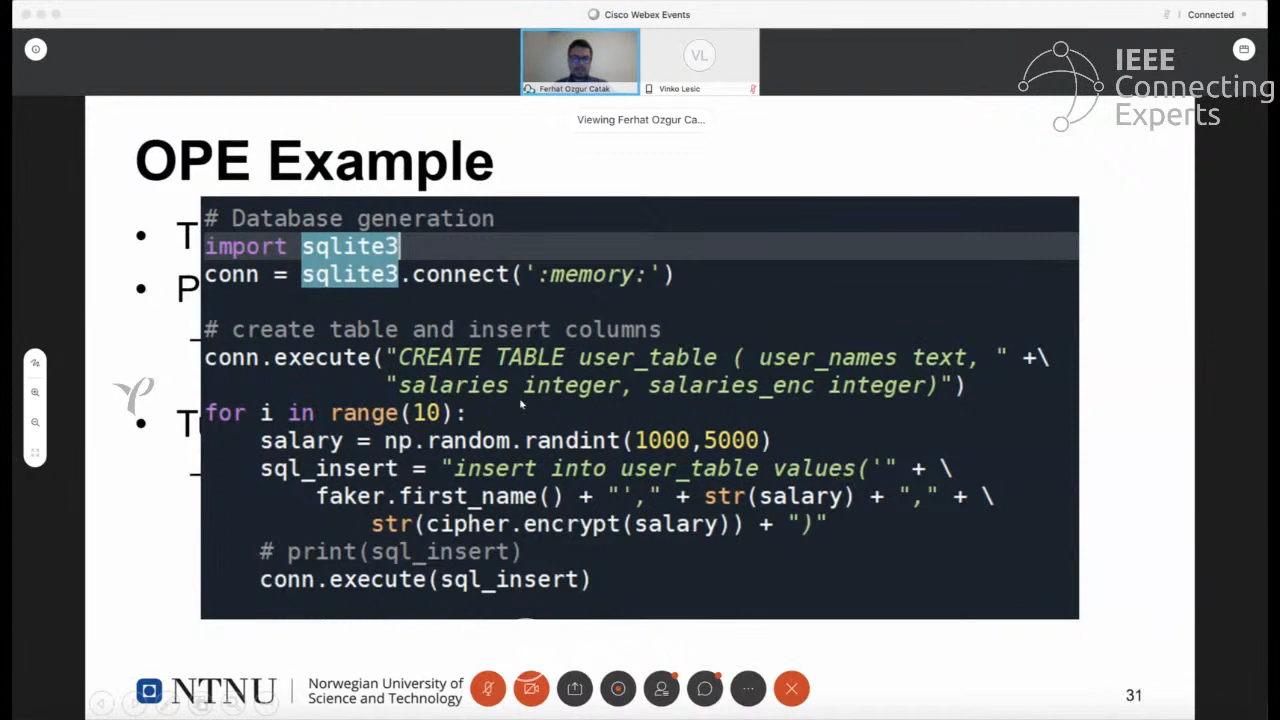 Cisco Webex Events
Connected
VL
Ferhat Ozgur Catak
Vinko Lesic
IEEE
Connecting
Experts
Viewing Ferhat Ozgur Ca...
OPE Example
# Database generation
import sqlite3
conn = sqlite3.connect(':memory:')
# create table and insert columns
conn.execute("CREATE TABLE user_table ( user_names text, " +\
"salaries integer, salaries_enc integer)")
for i in range(10):
salary = np.random.randint(1000,5000)
sql_insert = "insert into user_table values('" + \
faker.first_name() + "'," + str(salary) + "," + \
str(cipher.encrypt(salary)) + ")"
# print(sql_insert)
conn.execute(sql_insert)
NTNU
Norwegian University of
Science and Technology
31